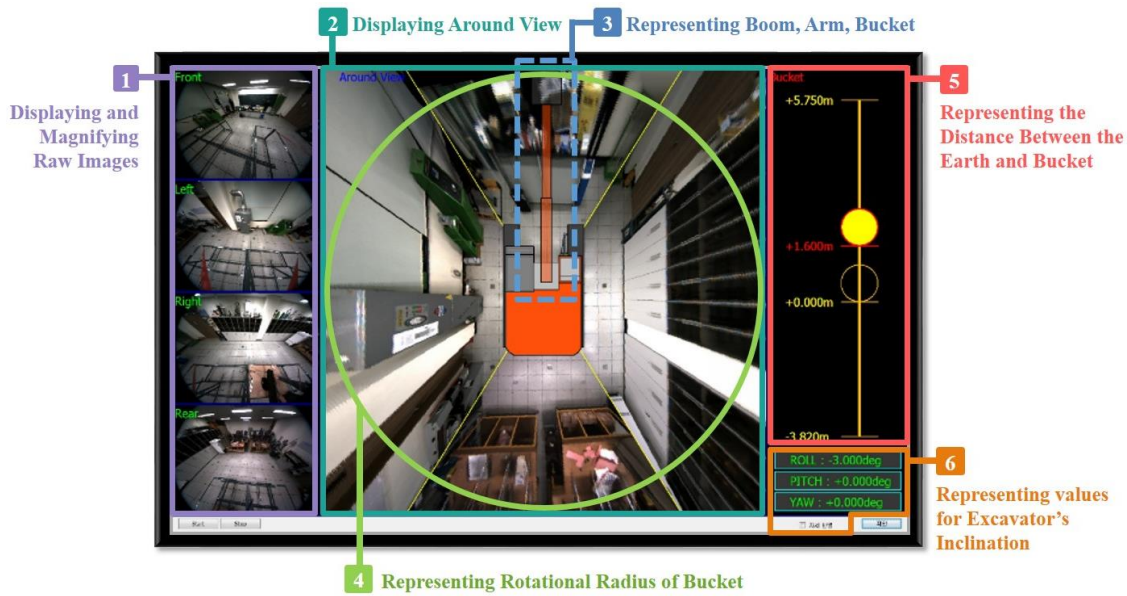 2 Displaying Around View
3 Representing Boom, Arm, Bucket
1
Displaying and
Magnifying
Raw Images
Front
Left
Right
Rear
Around View
Bucket
+5.750m
+1.600m
+0.000m
-3.820m
5
Representing the
Distance Between the
Earth and Bucket
ROLL : -3.000deg
PITCH : +0.000deg
YAW : +0.000deg
6
Representing values
for Excavator's
Inclination
Start
Stop
4 Representing Rotational Radius of Bucket